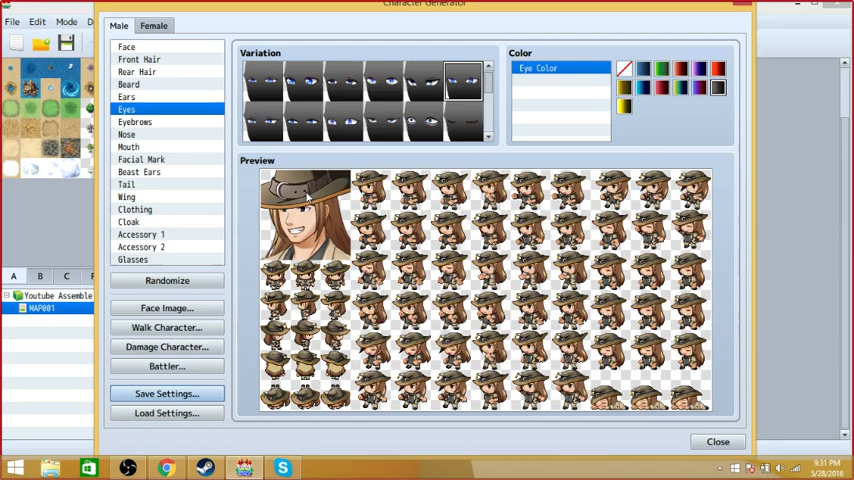 Character Generator
File Edit Mode
Male Female
Face
Front Hair
Rear Hair
Beard
Ears
Eyes
Eyebrows
Nose
Mouth
Facial Mark
Beast Ears
Tail
Wing
Clothing
Cloak
Accessory 1
Accessory 2
Glasses
Randomize
Face Image...
Walk Character...
Damage Character...
Battler...
Save Settings...
Load Settings...
Variation
Color
Eye Color
Preview
A B C
Youtube Assemble
MAP001
Close
9:31 PM
5/28/2016